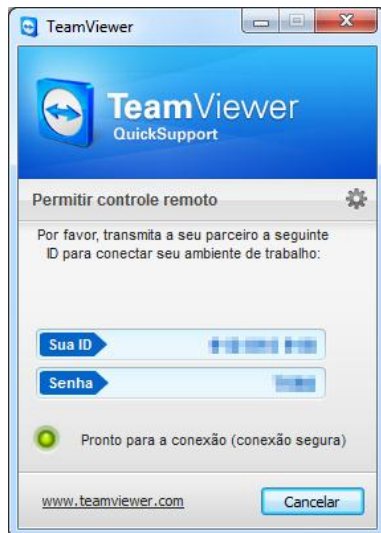 TeamViewer
TeamViewer
QuickSupport
Permitir controle remoto
Por favor, transmita a seu parceiro a seguinte
ID para conectar seu ambiente de trabalho:
Sua ID
Senha
Pronto para a conexão (conexão segura)
www.teamviewer.com
Cancelar